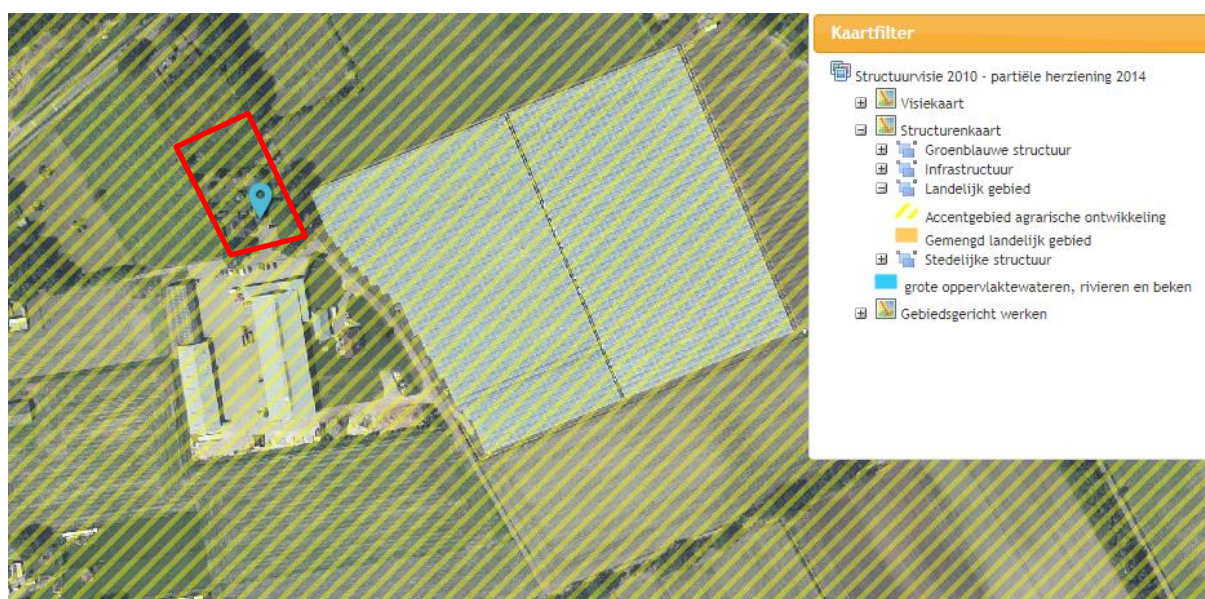 Kaartfilter
Structuurvisie 2010 - partiële herziening 2014
Visiekaart
Structurenkaart
Groenblauwe structuur
Infrastructuur
Landelijk gebied
Accentgebied agrarische ontwikkeling
Gemengd landelijk gebied
Stedelijke structuur
grote oppervlaktewateren, rivieren en beken
Gebiedsgericht werken